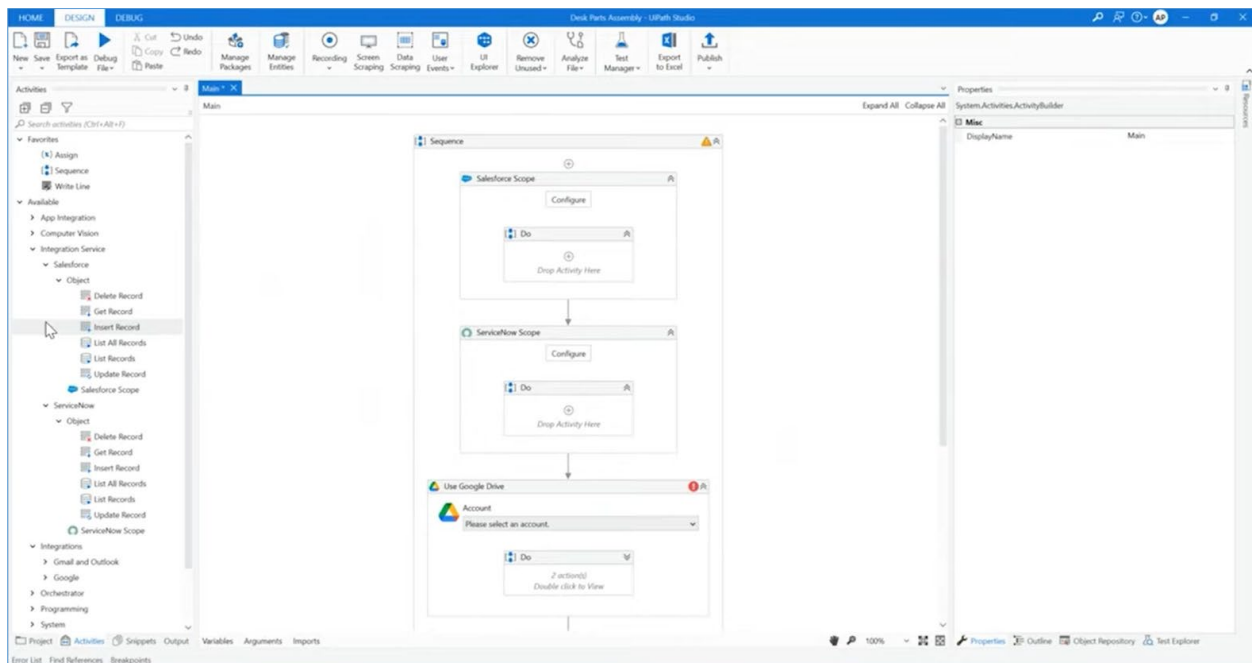 HOME DESIGN DEBUG
Desk Parts Assembly - UiPath Studio
AP
New Save Export as Template Debug File
Cut Copy Paste
Undo Redo
Manage Packages
Manage Entities
Recording
Screen Scraping
Data Scraping
User Events
UI Explorer
Remove Unused
Analyze File
Test Manager
Export to Excel
Publish
Activities
Search activities (Ctrl+Alt+F)
Favorites
Assign
Sequence
Write Line
Available
App Integration
Computer Vision
Integration Service
Salesforce
Object
Delete Record
Get Record
Insert Record
List All Records
List Records
Update Record
Salesforce Scope
ServiceNow
Object
Delete Record
Get Record
Insert Record
List All Records
List Records
Update Record
ServiceNow Scope
Integrations
Gmail and Outlook
Google
Orchestrator
Programming
System
Project Activities Snippets Output
Error List Find References Breakpoints
Main *
Main
Expand All Collapse All
Sequence
Salesforce Scope
Configure
Do
Drop Activity Here
ServiceNow Scope
Configure
Do
Drop Activity Here
Use Google Drive
Account
Please select an account.
Do
2 action(s)
Double click to View
Variables Arguments Imports
100%
Properties
System.Activities.ActivityBuilder
Misc
DisplayName Main
Properties Outline Object Repository Test Explorer
Resources